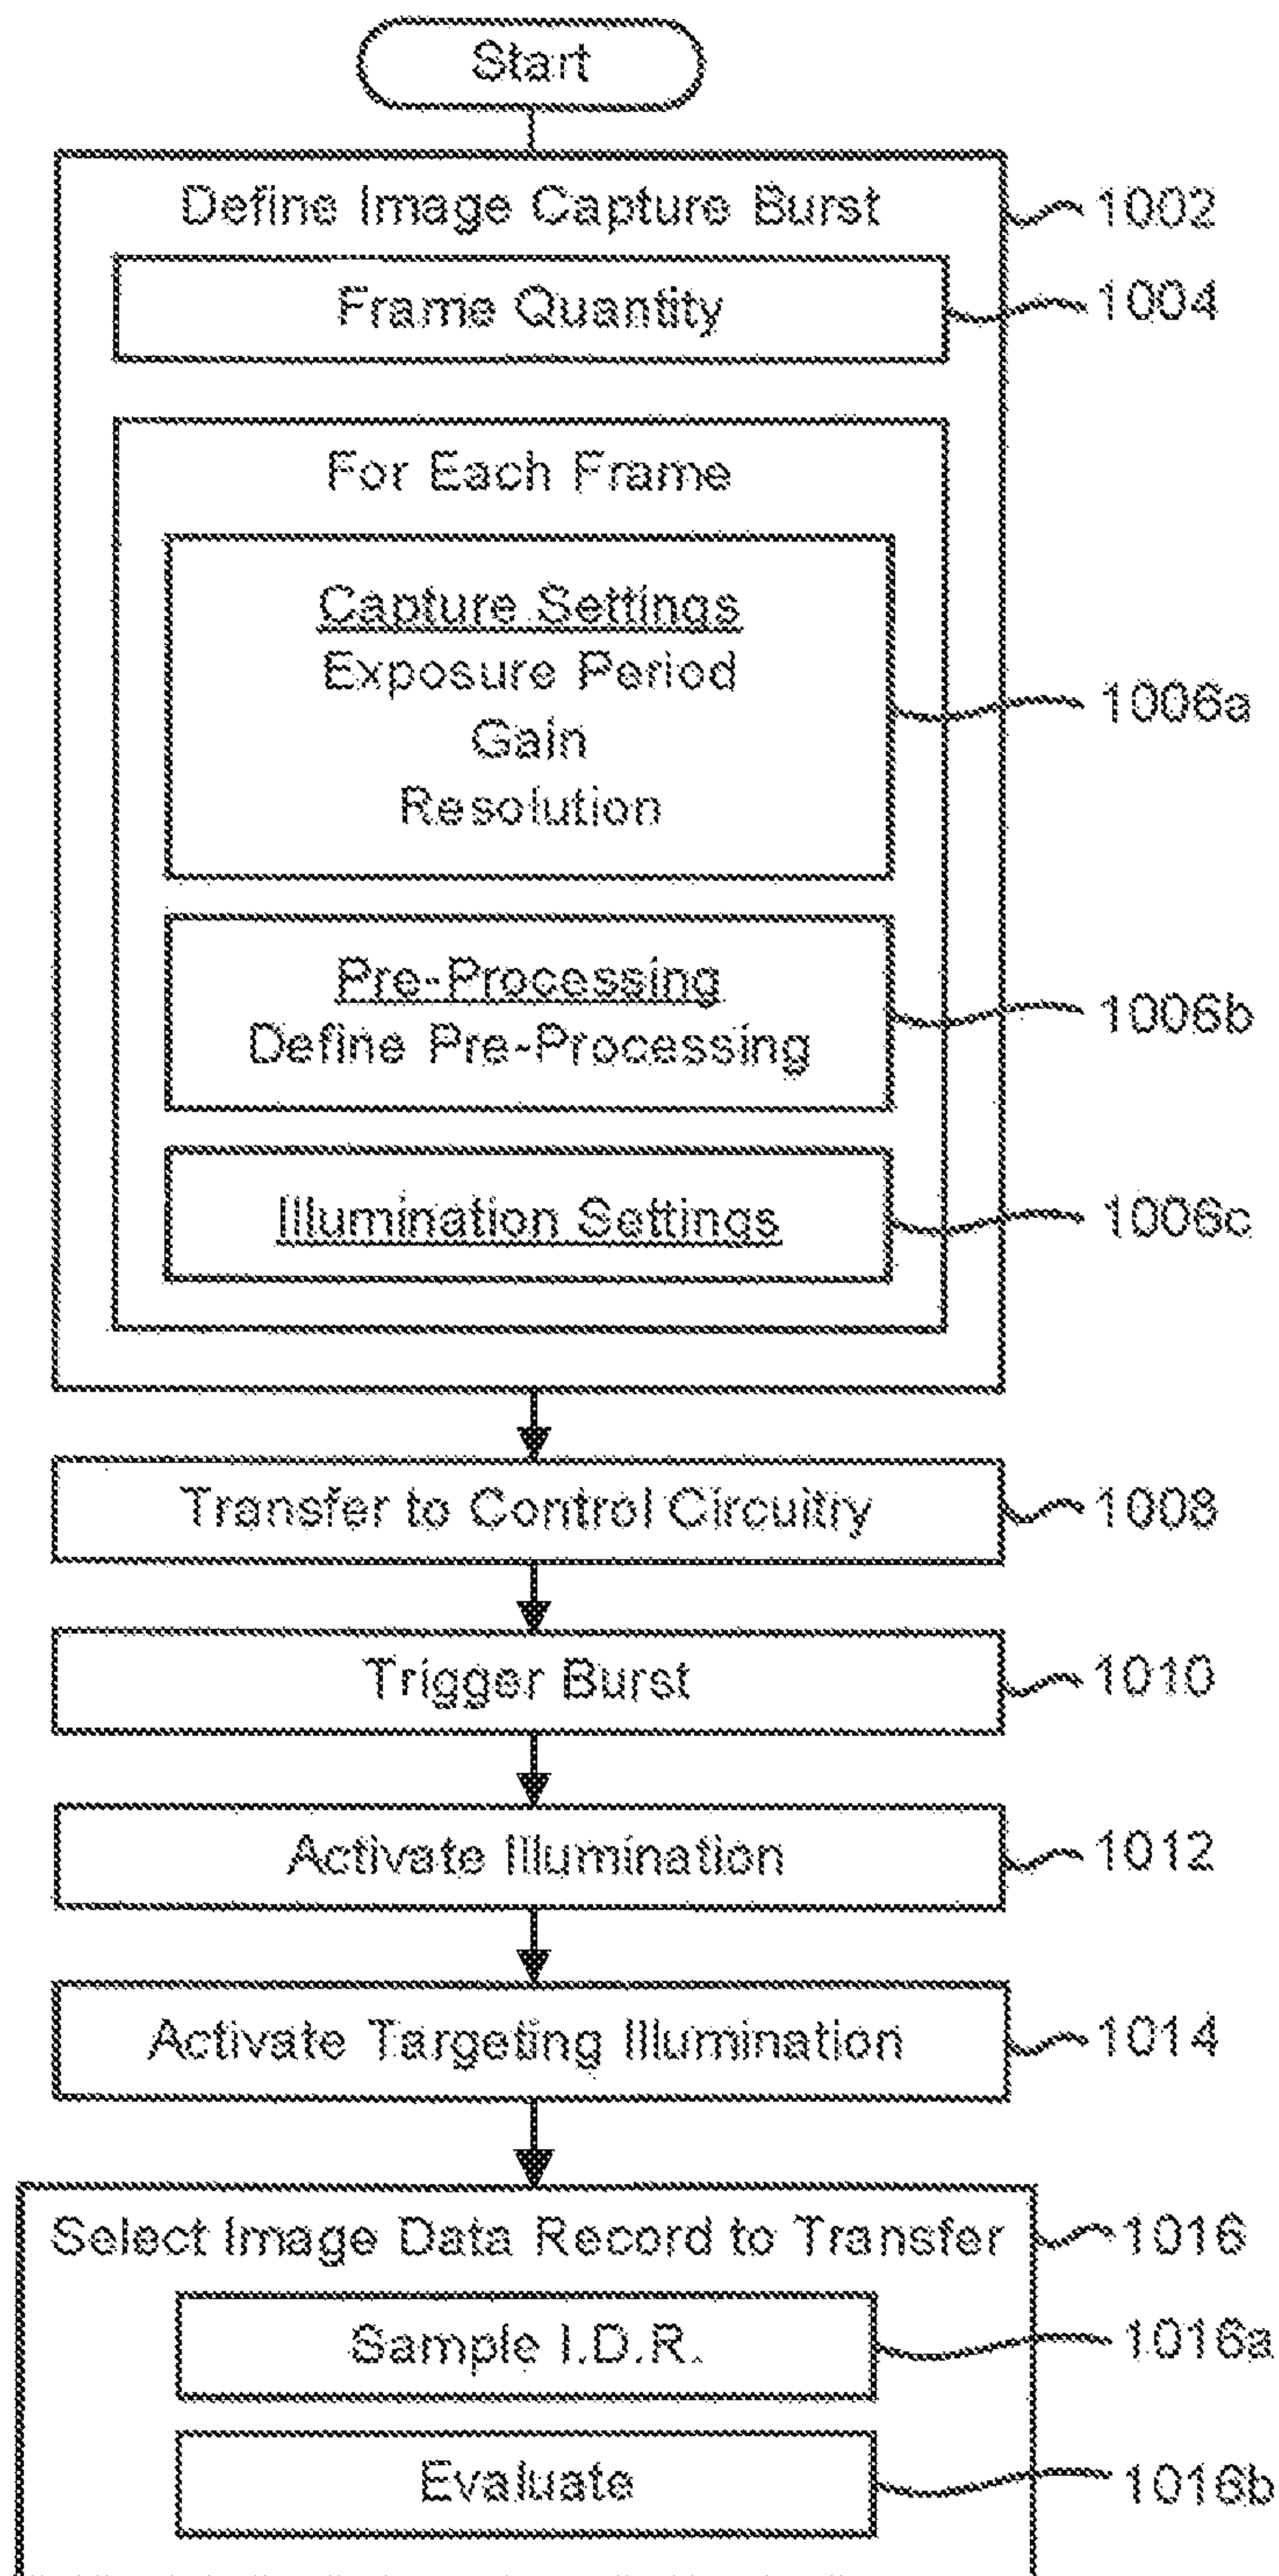 Start
Define Image Capture Burst
1002
Frame Quantity
1004
For Each Frame
Capture Settings
Exposure Period
Gain
Resolution
1006a
Pre-Processing
Define Pre-Processing
1006b
Illumination Settings
1006c
Transfer to Control Circuitry
1008
Trigger Burst
1010
Activate Illumination
1012
Activate Targeting Illumination
1014
Select Image Data Record to Transfer
1016
Sample I.D.R.
1016a
Evaluate
1016b